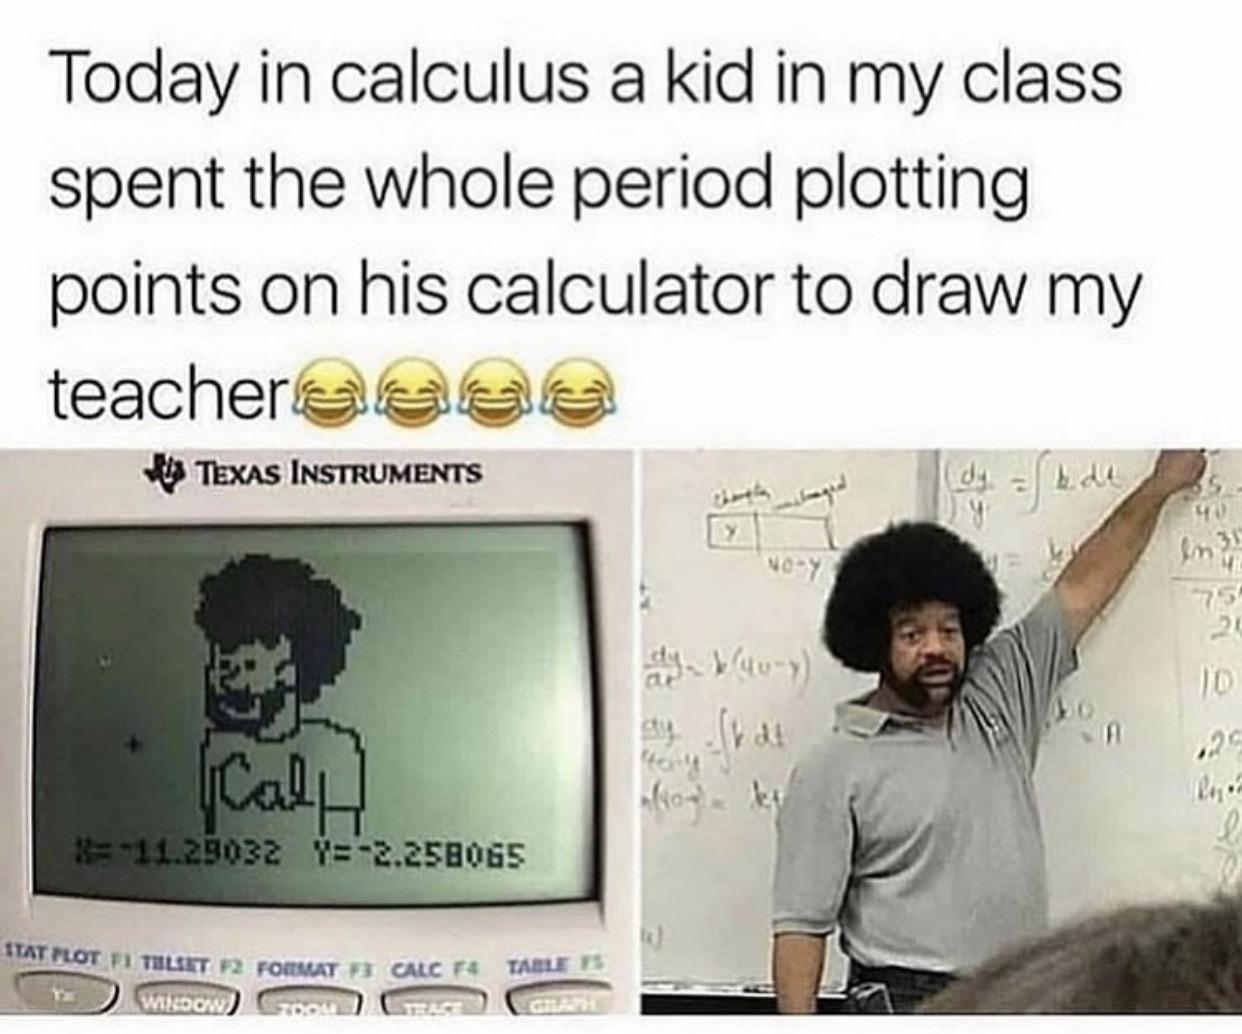 Today in calculus a kid in my class
spent the whole period plotting
points on his calculator to draw my
teacher😂😂😂😂
TEXAS INSTRUMENTS
Cal
X=-11.29032 Y=-2.258065
STAT PLOT F1 TBLSET F2 FORMAT F3 CALC F4 TABLE F5
Y= WINDOW ZOOM TRACE GRAPH
dy = ∫ k dt
y
y
40-y
dy = k(40-y)
∫k dt
10